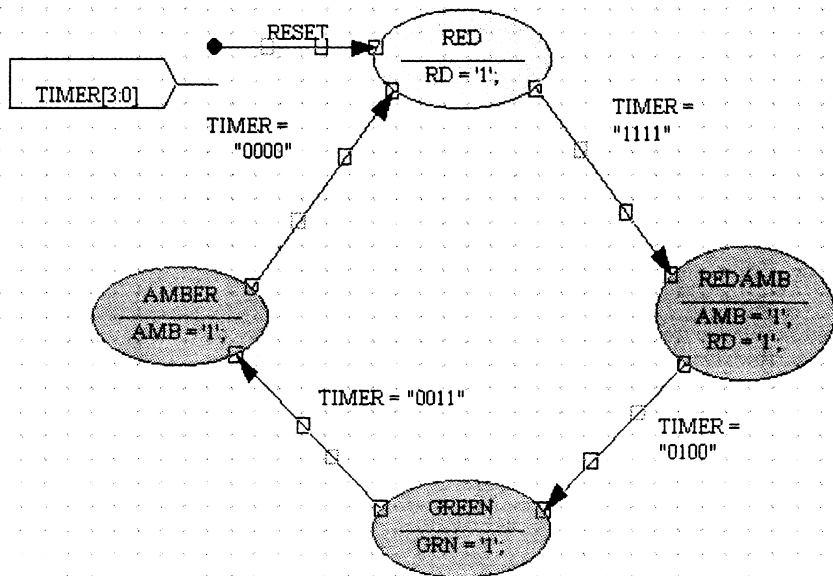 RESET
RED
RD = '1';
TIMER[3:0]
TIMER =
"0000"
TIMER =
"1111"
AMBER
AMB = '1';
REDAMB
AMB = '1';
RD = '1';
TIMER = "0011"
TIMER =
"0100"
GREEN
GRN = '1';